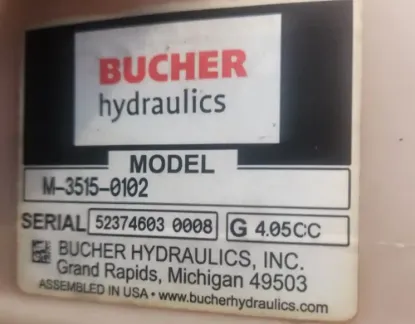 BUCHER
hydraulics
MODEL
M-3515-0102
SERIAL 52374603 0008 G 4.05CC
BUCHER HYDRAULICS, INC.
Grand Rapids, Michigan 49503
ASSEMBLED IN USA • www.bucherhydraulics.com